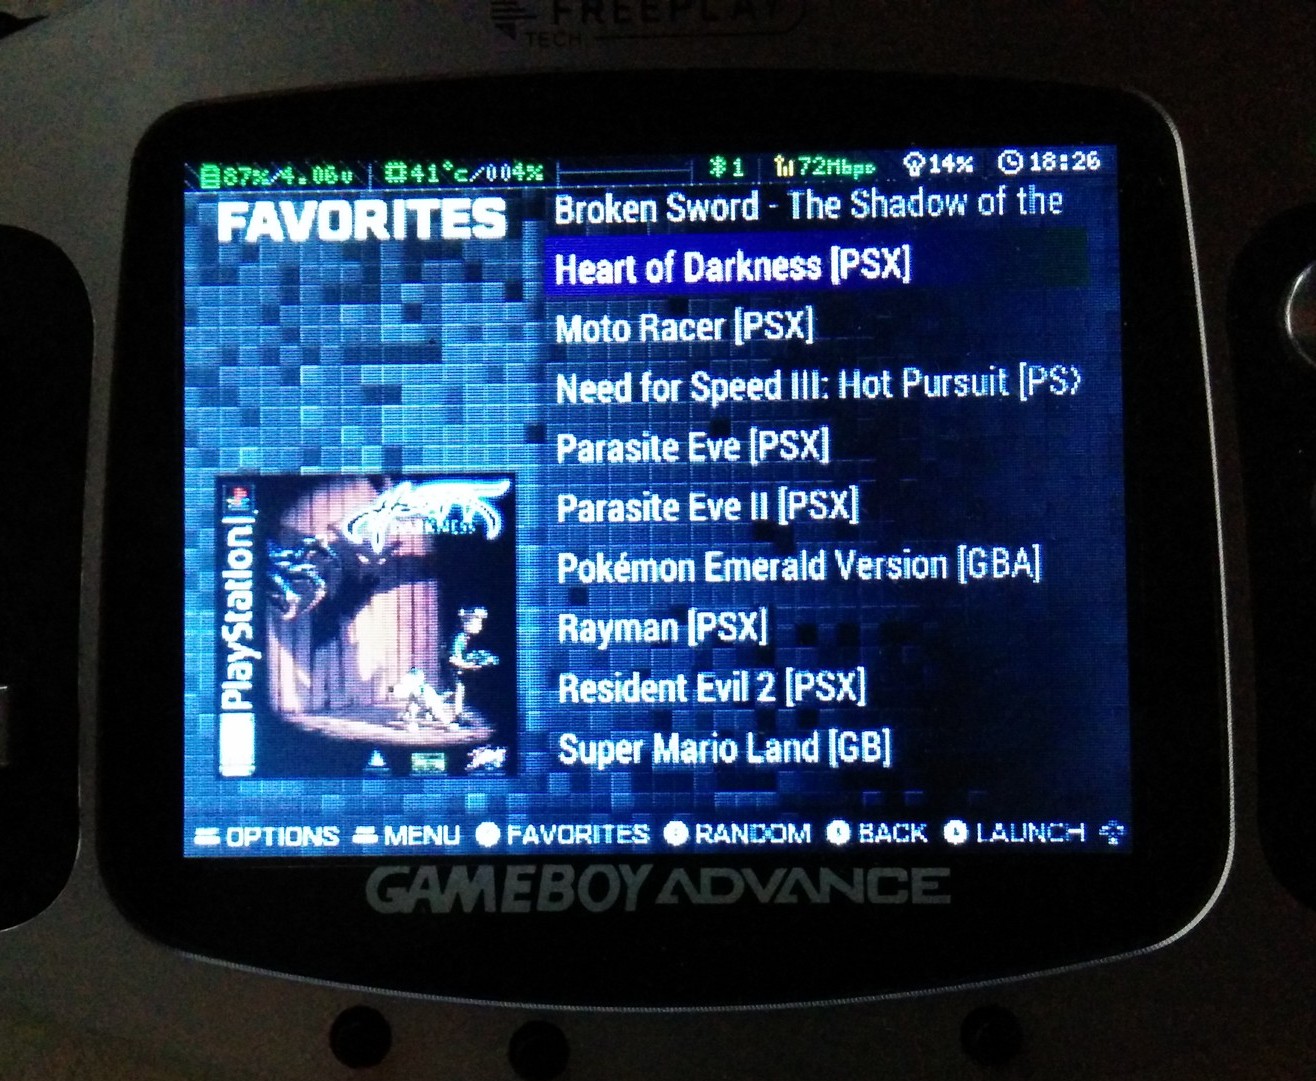 FREEPLAY
TECH
87%/4.06v | 41°c/004% 1 72Mbps 14% 18:26
FAVORITES
Broken Sword - The Shadow of the
Heart of Darkness [PSX]
Moto Racer [PSX]
Need for Speed III: Hot Pursuit [PS
Parasite Eve [PSX]
Parasite Eve II [PSX]
Pokémon Emerald Version [GBA]
Rayman [PSX]
Resident Evil 2 [PSX]
Super Mario Land [GB]
PlayStation
OPTIONS MENU FAVORITES RANDOM BACK LAUNCH
GAME BOY ADVANCE